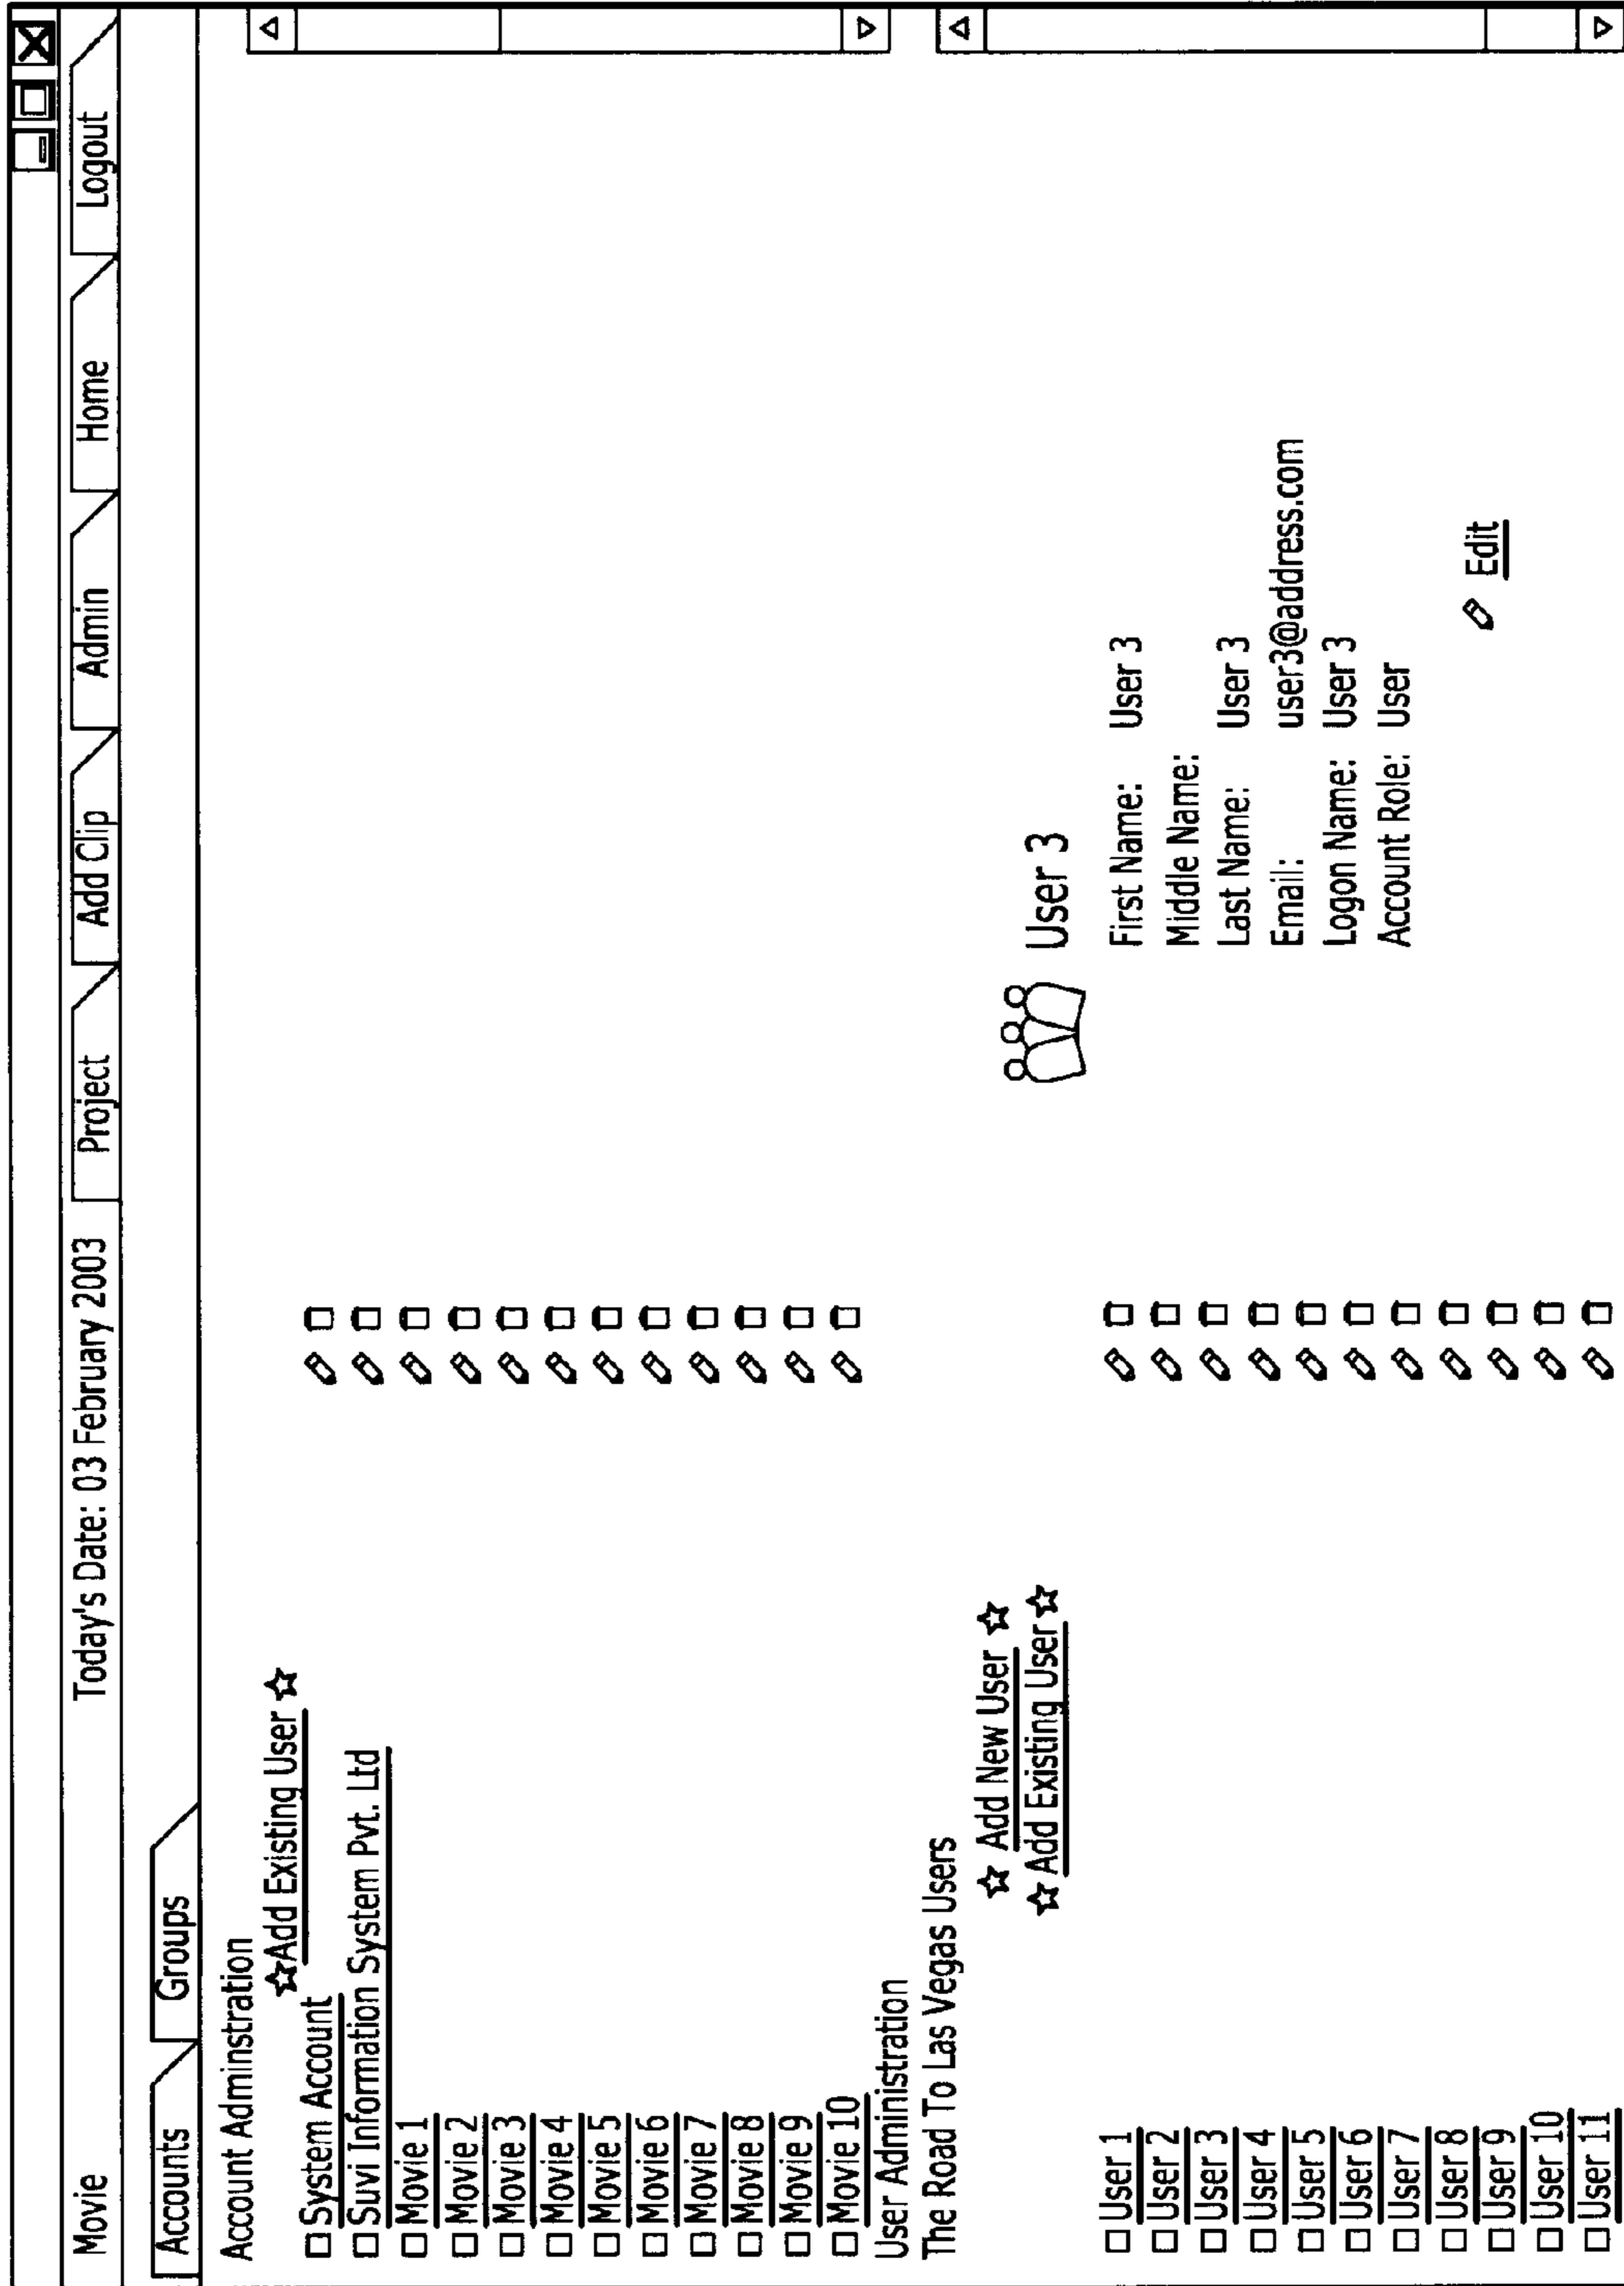 Movie Today's Date: 03 February 2003 Project Add Clip Admin Home Logout
Accounts Groups
Account Adminstration
Add Existing User
System Account
Suvi Information System Pvt. Ltd
Movie 1
Movie 2
Movie 3
Movie 4
Movie 5
Movie 6
Movie 7
Movie 8
Movie 9
Movie 10
User Administration
The Road To Las Vegas Users
Add New User
Add Existing User
User 1
User 2
User 3
User 4
User 5
User 6
User 7
User 8
User 9
User 10
User 11
User 3
First Name: User 3
Middle Name:
Last Name: User 3
Email: user3@address.com
Logon Name: User 3
Account Role: User
Edit